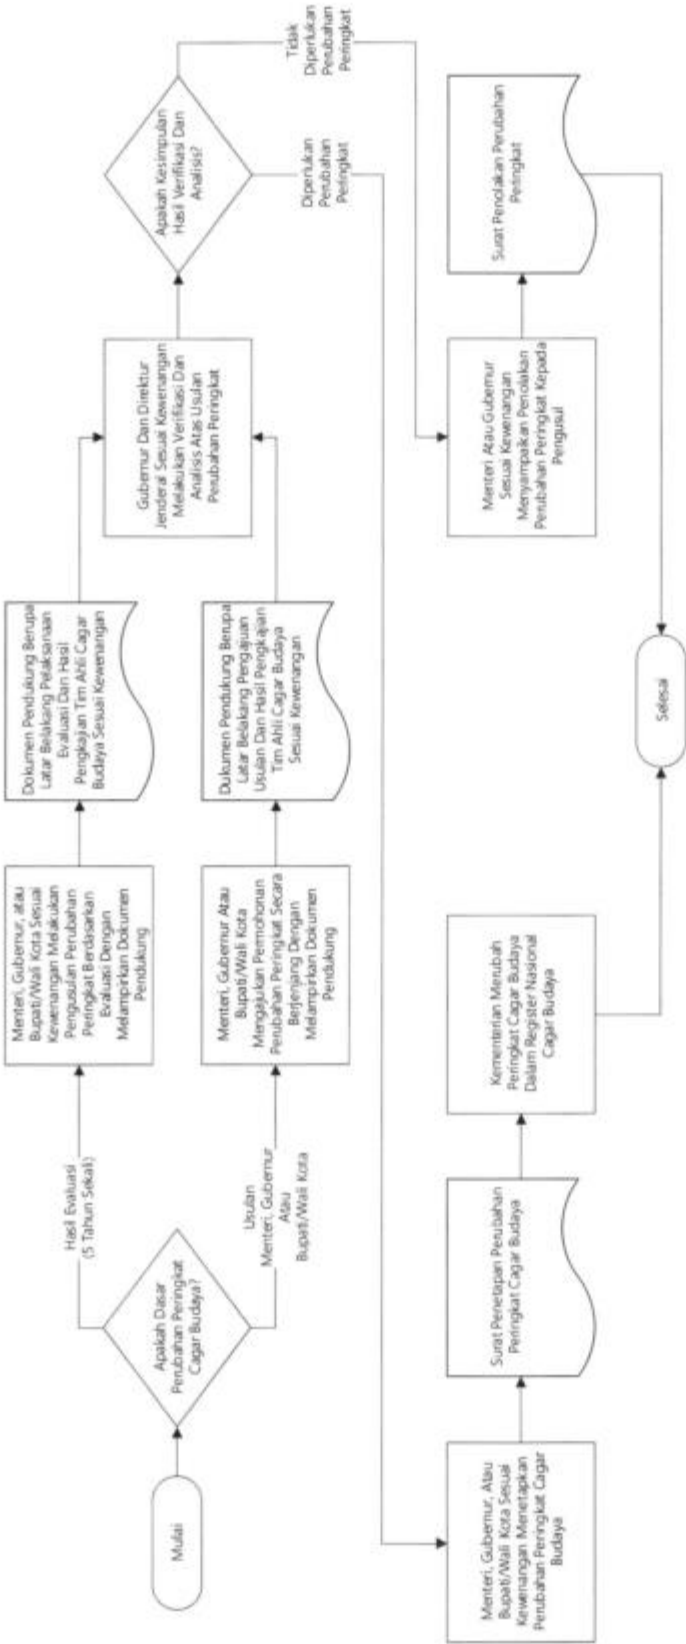 Mulai
Apakah Dasar
Perubahan Peringkat
Cagar Budaya?
Hasil Evaluasi
(5 Tahun Sekali)
Usulan
Menteri, Gubernur
Atau
Bupati/Wali Kota
Menteri, Gubernur, atau
Bupati/Wali Kota Sesuai
Kewenangan Melakukan
Pengusulan Perubahan
Peringkat Berdasarkan
Evaluasi Dengan
Melampirkan Dokumen
Pendukung
Menteri, Gubernur Atau
Bupati/Wali Kota
Mengajukan Permohonan
Perubahan Peringkat Secara
Berjenjang Dengan
Melampirkan Dokumen
Pendukung
Dokumen Pendukung Berupa
Latar Belakang Pelaksanaan
Evaluasi Dan Hasil
Pengkajian Tim Ahli Cagar
Budaya Sesuai Kewenangan
Dukumen Pendukung Berupa
Latar Belakang Pengajuan
Usulan Dan Hasil Pengkajian
Tim Ahli Cagar Budaya
Sesuai Kewenangan
Gubernur Dan Direktur
Jenderal Sesuai Kewenangan
Melakukan Verifikasi Dan
Analisis Atas Usulan
Perubahan Peringkat
Apakah Kesimpulan
Hasil Verifikasi Dan
Analisis?
Tidak
Diperlukan
Perubahan
Peringkat
Diperlukan
Perubahan
Peringkat
Menteri, Gubernur, Atau
Bupati/Wali Kota Sesuai
Kewenangan Menetapkan
Perubahan Peringkat Cagar
Budaya
Surat Penetapan Perubahan
Peringkat Cagar Budaya
Kementerian Merubah
Peringkat Cagar Budaya
Dalam Register Nasional
Cagar Budaya
Menteri Atau Gubernur
Sesuai Kewenangan
Menyampaikan Penolakan
Perubahan Peringkat Kepada
Pengusul
Surat Penolakan Perubahan
Peringkat
Selesai